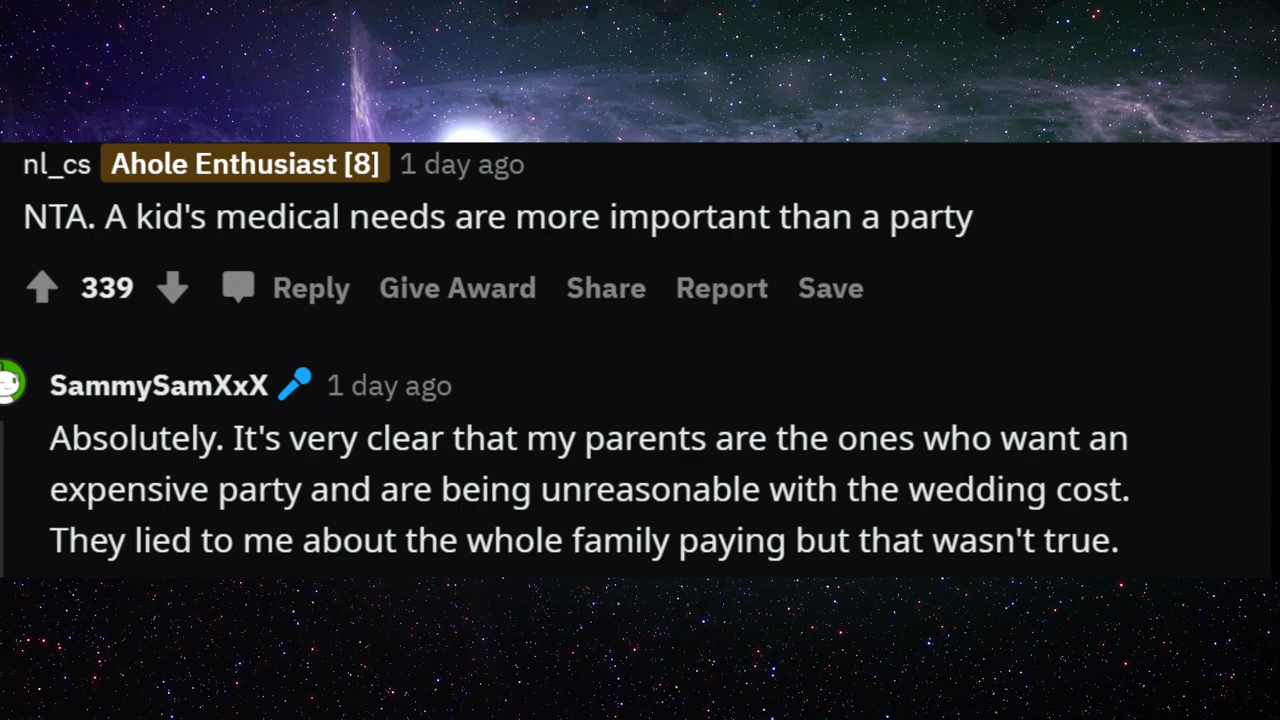 nl_cs Ahole Enthusiast [8] 1 day ago
NTA. A kid's medical needs are more important than a party
339 Reply Give Award Share Report Save
SammySamXxX 1 day ago
Absolutely. It's very clear that my parents are the ones who want an
expensive party and are being unreasonable with the wedding cost.
They lied to me about the whole family paying but that wasn't true.